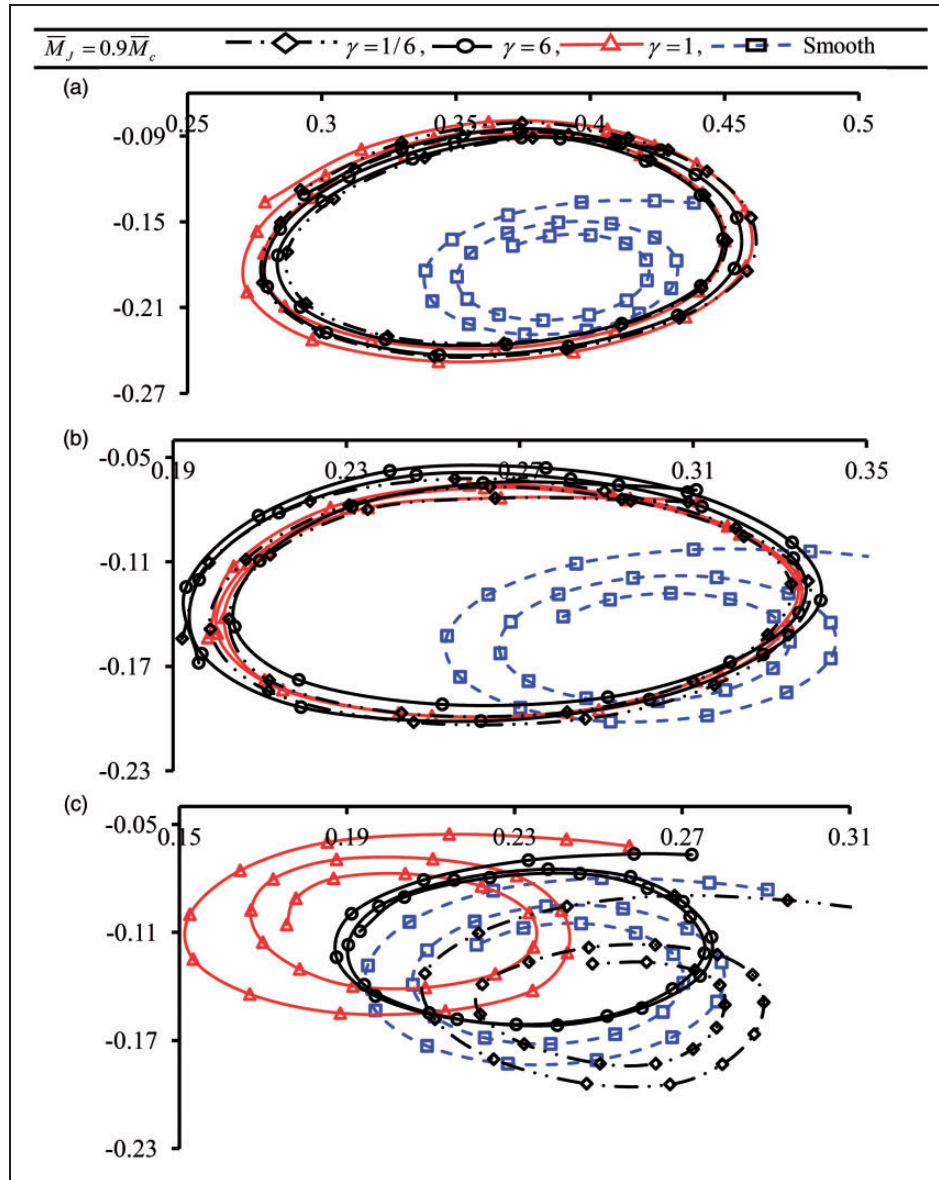 M̅_J = 0.9M̅_c γ = 1/6, γ = 6, γ = 1, Smooth
(a)
0.25 0.3 0.35 0.4 0.45 0.5
-0.09
-0.15
-0.21
-0.27
(b)
-0.05
0.19 0.23 0.27 0.31 0.35
-0.11
-0.17
-0.23
(c)
-0.05
0.15 0.19 0.23 0.27 0.31
-0.11
-0.17
-0.23